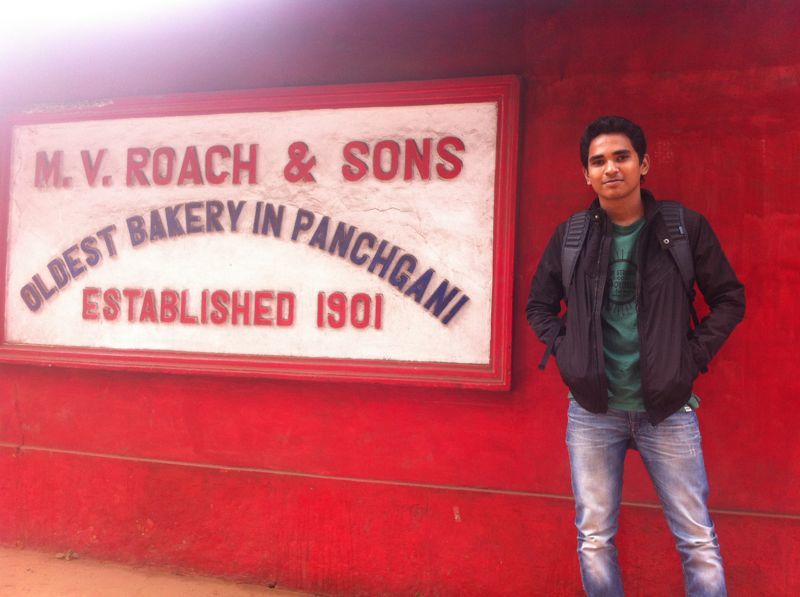 M. V. ROACH & SONS
OLDEST BAKERY IN PANCHGANI
ESTABLISHED 1901